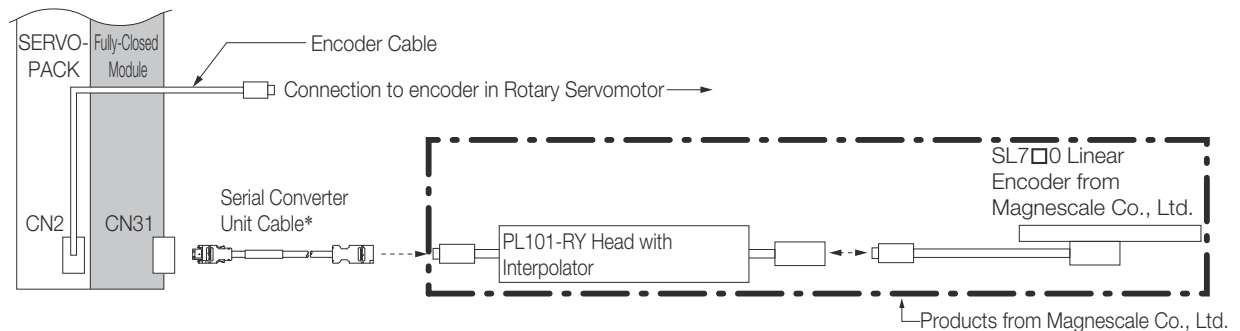 SERVO-
PACK
Fully-Closed
Module
Encoder Cable
Connection to encoder in Rotary Servomotor
SL7□0 Linear
Encoder from
Magnescale Co., Ltd.
Serial Converter
Unit Cable*
CN2
CN31
PL101-RY Head with
Interpolator
Products from Magnescale Co., Ltd.